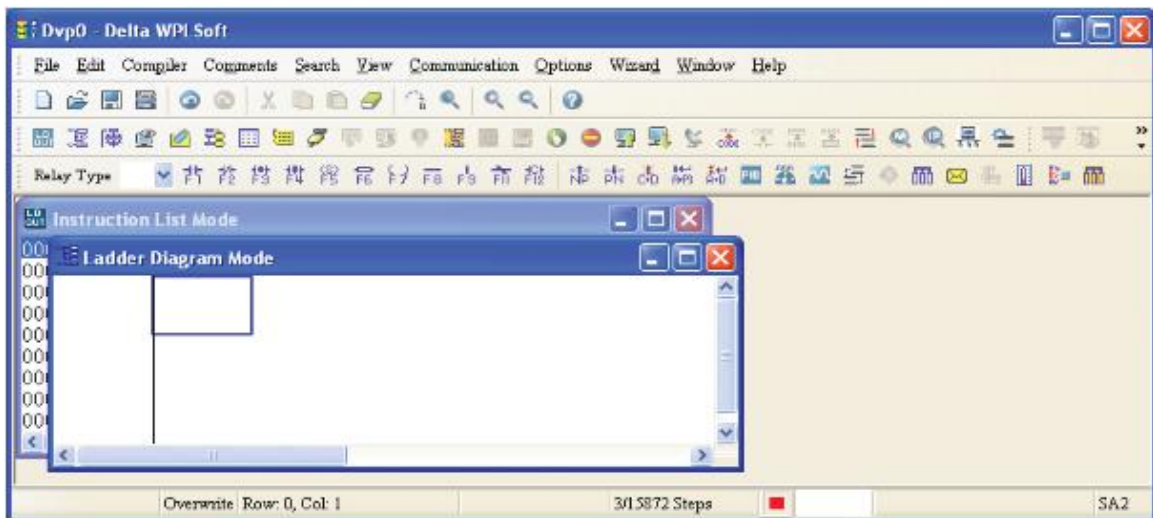 Dvp0 - Delta WPLSoft
File Edit Compiler Comments Search View Communication Options Wizard Window Help
Relay Type
Instruction List Mode
Ladder Diagram Mode
Overwrite Row: 0, Col: 1 3/15872 Steps SA2